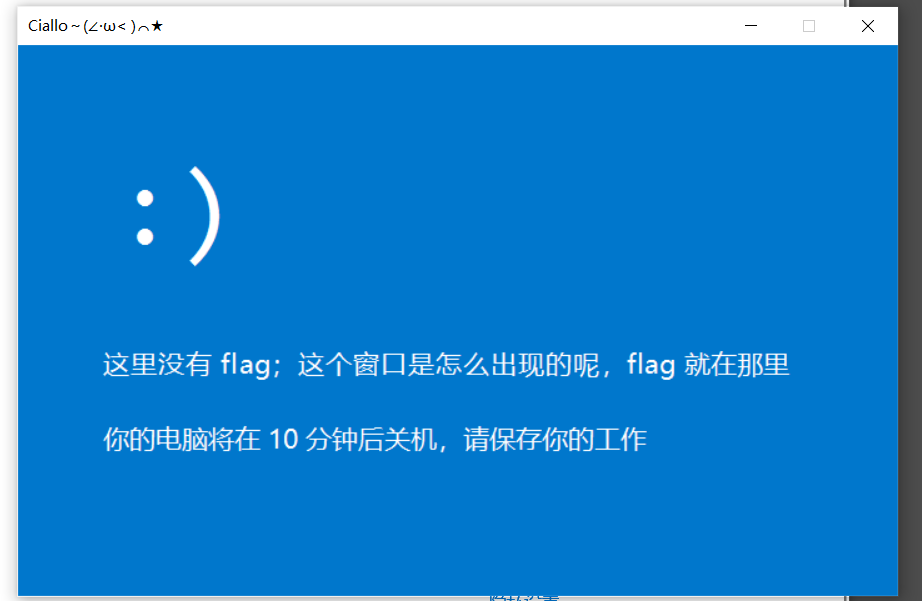 Ciallo～(∠·ω< )⌒★
:)
这里没有 flag；这个窗口是怎么出现的呢，flag 就在那里
你的电脑将在 10 分钟后关机，请保存你的工作